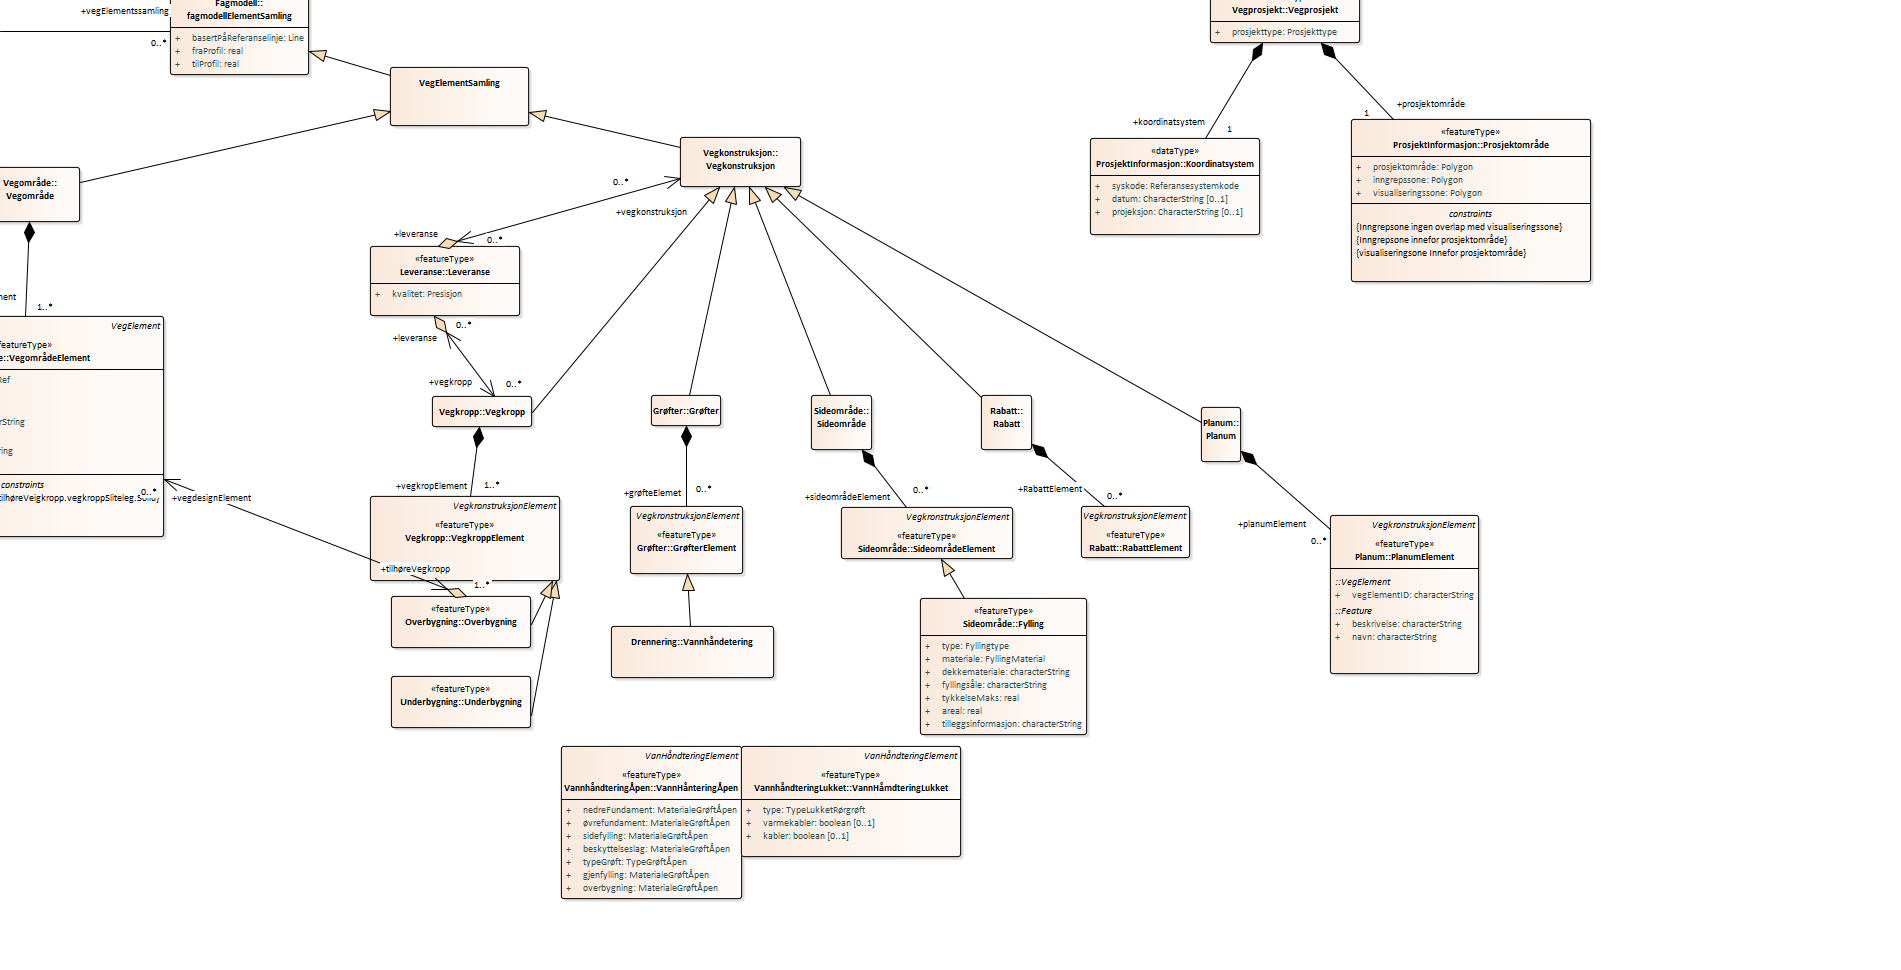 +vegElementssamling
0..*
Fagmodell::
fagmodellElementSamling
+ basertPåReferanselinje: Line
+ fraProfil: real
+ tilProfil: real
VegElementSamling
Vegkonstruksjon::
Vegkonstruksjon
0..*
+vegkonstruksjon
Vegprosjekt::Vegprosjekt
+ prosjekttype: Prosjekttype
+koordinatsystem
1
+prosjektområde
1
«dataType»
ProsjektInformasjon::Koordinatsystem
+ syskode: Referansesystemkode
+ datum: CharacterString [0..1]
+ projeksjon: CharacterString [0..1]
«featureType»
ProsjektInformasjon::Prosjektområde
+ prosjektområde: Polygon
+ inngrepssone: Polygon
+ visualiseringssone: Polygon
constraints
{Inngrepsone ingen overlap med visualiseringssone}
{Inngrepsone innefor prosjektområde}
{visualiseringsone Innefor prosjektområde}
Vegområde::
Vegområde
ment
1..*
VegElement
featureType»
e::VegområdeElement
Ref
rString
ring
constraints
tilhøreVeigkropp.vegkroppSliteleg.Solid}
0..*
+vegdesignElement
+leveranse
0..*
«featureType»
Leveranse::Leveranse
+ kvalitet: Presisjon
0..*
+leveranse
+vegkropp
0..*
Vegkropp::Vegkropp
Grøfter::Grøfter
Sideområde::
Sideområde
Rabatt::
Rabatt
Planum::
Planum
+vegkropElement
1..*
+grøfteElemet
0..*
+sideområdeElement
0..*
+RabattElement
0..*
+planumElement
0..*
VegkronstruksjonElement
«featureType»
Vegkropp::VegkroppElement
+tilhøreVegkropp
1..*
VegkronstruksjonElement
«featureType»
Grøfter::GrøfterElement
VegkronstruksjonElement
«featureType»
Sideområde::SideområdeElement
VegkronstruksjonElement
«featureType»
Rabatt::RabattElement
VegkronstruksjonElement
«featureType»
Planum::PlanumElement
::VegElement
+ vegElementID: characterString
::Feature
+ beskrivelse: characterString
+ navn: characterString
«featureType»
Overbygning::Overbygning
Drennering::Vannhåndetering
«featureType»
Sideområde::Fylling
+ type: Fyllingtype
+ materiale: FyllingMaterial
+ dekkemateriale: characterString
+ fyllingsåle: characterString
+ tykkelseMaks: real
+ areal: real
+ tilleggsinformasjon: characterString
«featureType»
Underbygning::Underbygning
VanHåndteringElement
«featureType»
VannhåndteringÅpen::VannHånteringÅpen
+ nedreFundament: MaterialeGrøftÅpen
+ øvrefundament: MaterialeGrøftÅpen
+ sidefylling: MaterialeGrøftÅpen
+ beskyttelseslag: MaterialeGrøftÅpen
+ typeGrøft: TypeGrøftÅpen
+ gjenfylling: MaterialeGrøftÅpen
+ overbygning: MaterialeGrøftÅpen
VanHåndteringElement
«featureType»
VannhåndteringLukket::VannHåmdteringLukket
+ type: TypeLukketRørgrøft
+ varmekabler: boolean [0..1]
+ kabler: boolean [0..1]